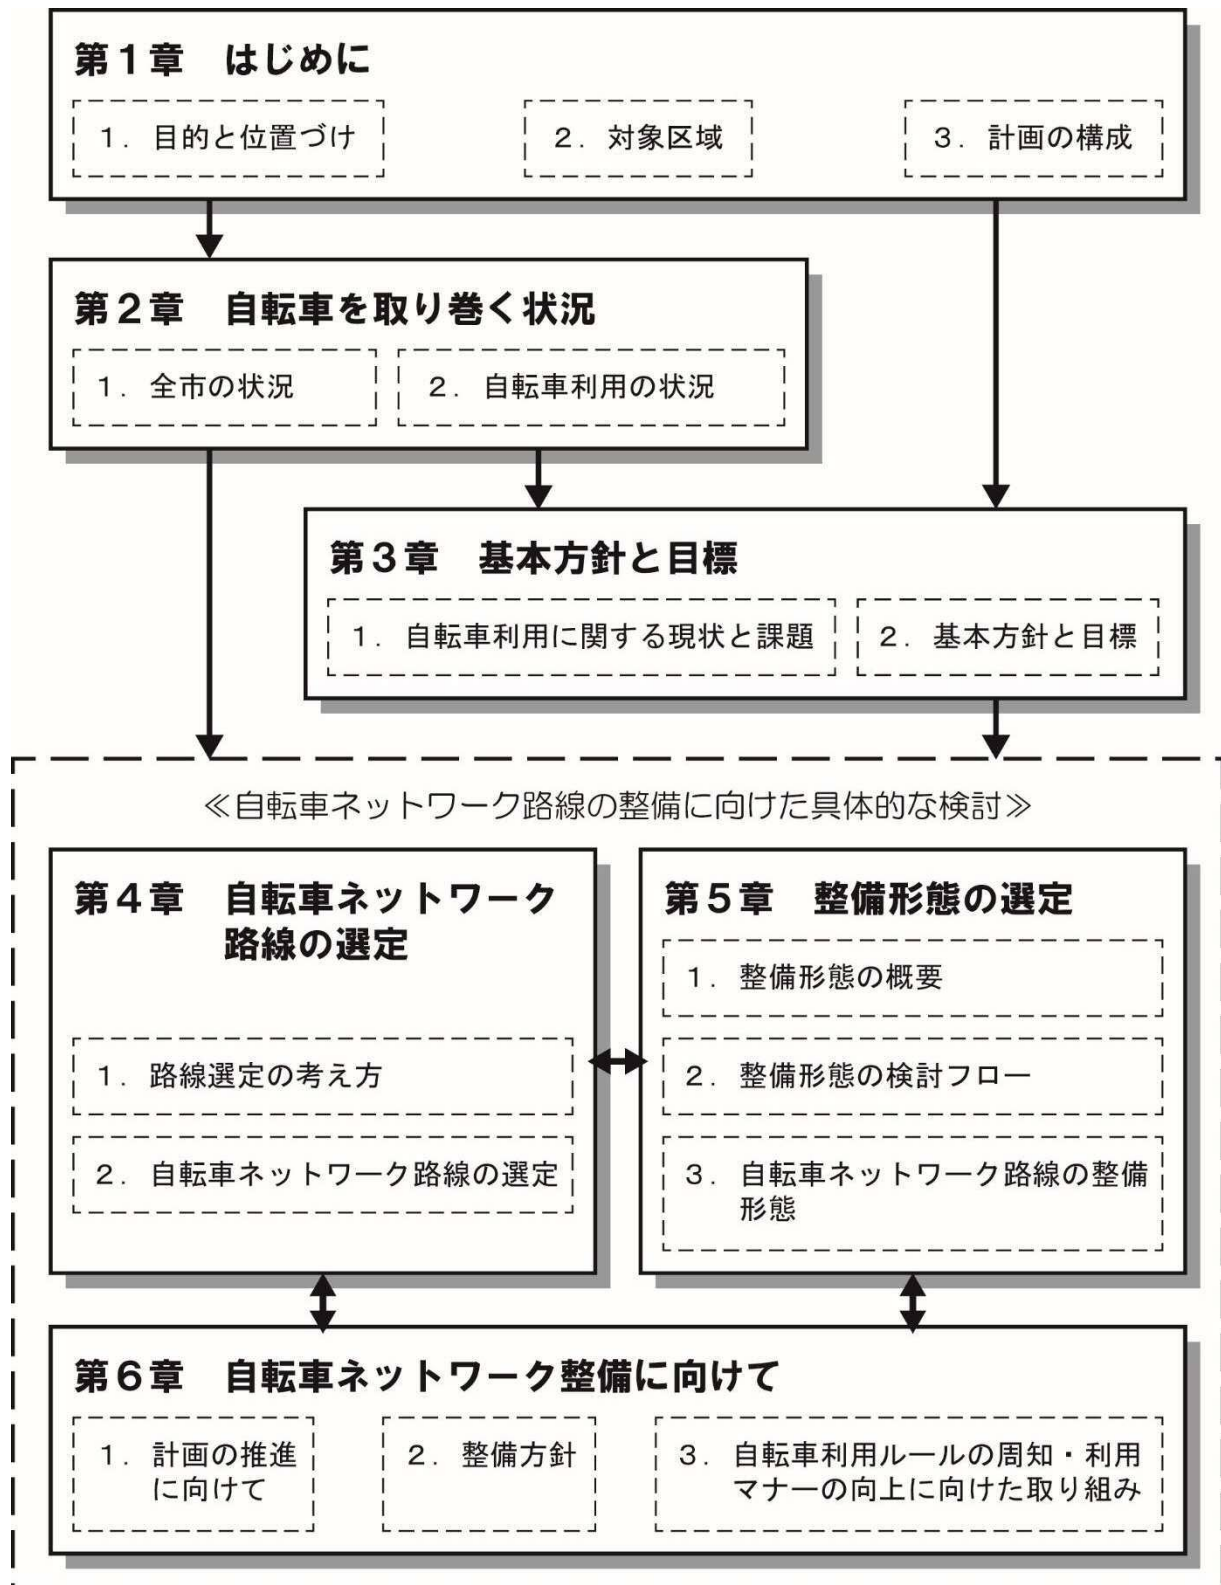 第１章　はじめに
１．目的と位置づけ
２．対象区域
３．計画の構成
第２章　自転車を取り巻く状況
１．全市の状況
２．自転車利用の状況
第３章　基本方針と目標
１．自転車利用に関する現状と課題
２．基本方針と目標
≪自転車ネットワーク路線の整備に向けた具体的な検討≫
第４章　自転車ネットワーク
路線の選定
１．路線選定の考え方
２．自転車ネットワーク路線の選定
第５章　整備形態の選定
１．整備形態の概要
２．整備形態の検討フロー
３．自転車ネットワーク路線の整備
形態
第６章　自転車ネットワーク整備に向けて
１．計画の推進
に向けて
２．整備方針
３．自転車利用ルールの周知・利用
マナーの向上に向けた取り組み